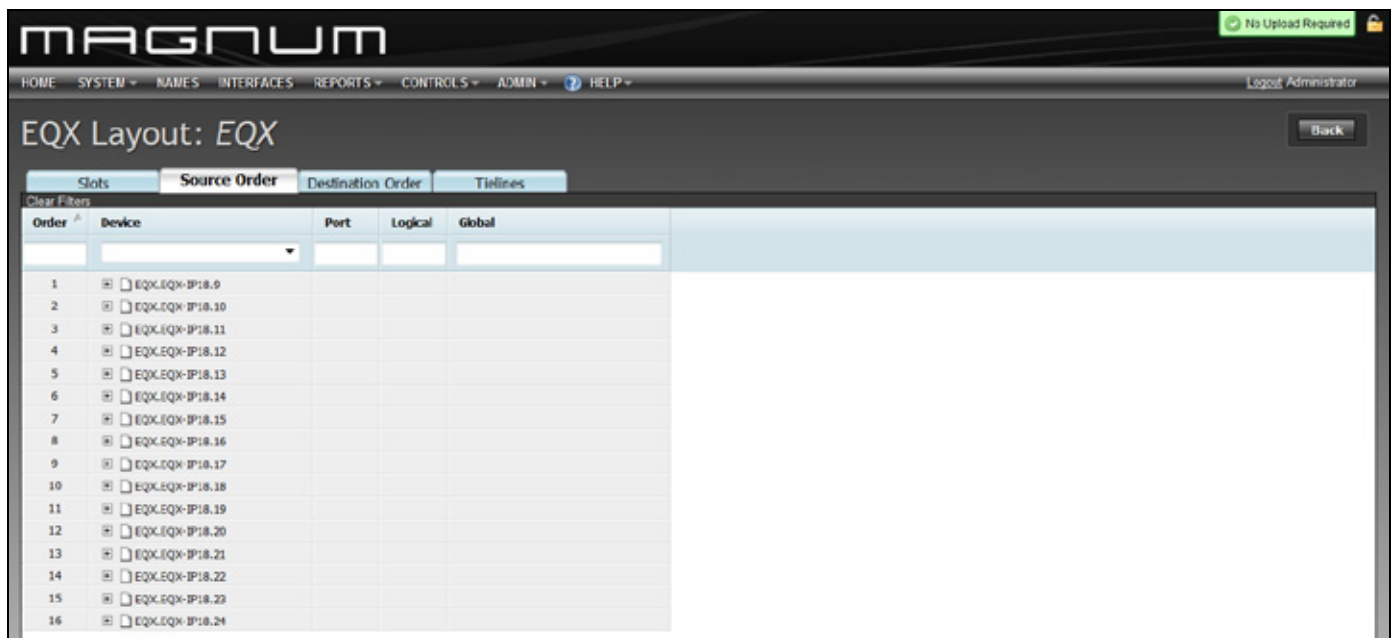 MAGNUM
No Upload Required
HOME SYSTEM NAMES INTERFACES REPORTS CONTROLS ADMIN HELP
Logout Administrator
EQX Layout: EQX
Back
Slots Source Order Destination Order Tielines
Clear Filters
Order Device Port Logical Global
1 EQX.EQX-IP18.9
2 EQX.EQX-IP18.10
3 EQX.EQX-IP18.11
4 EQX.EQX-IP18.12
5 EQX.EQX-IP18.13
6 EQX.EQX-IP18.14
7 EQX.EQX-IP18.15
8 EQX.EQX-IP18.16
9 EQX.EQX-IP18.17
10 EQX.EQX-IP18.18
11 EQX.EQX-IP18.19
12 EQX.EQX-IP18.20
13 EQX.EQX-IP18.21
14 EQX.EQX-IP18.22
15 EQX.EQX-IP18.23
16 EQX.EQX-IP18.24